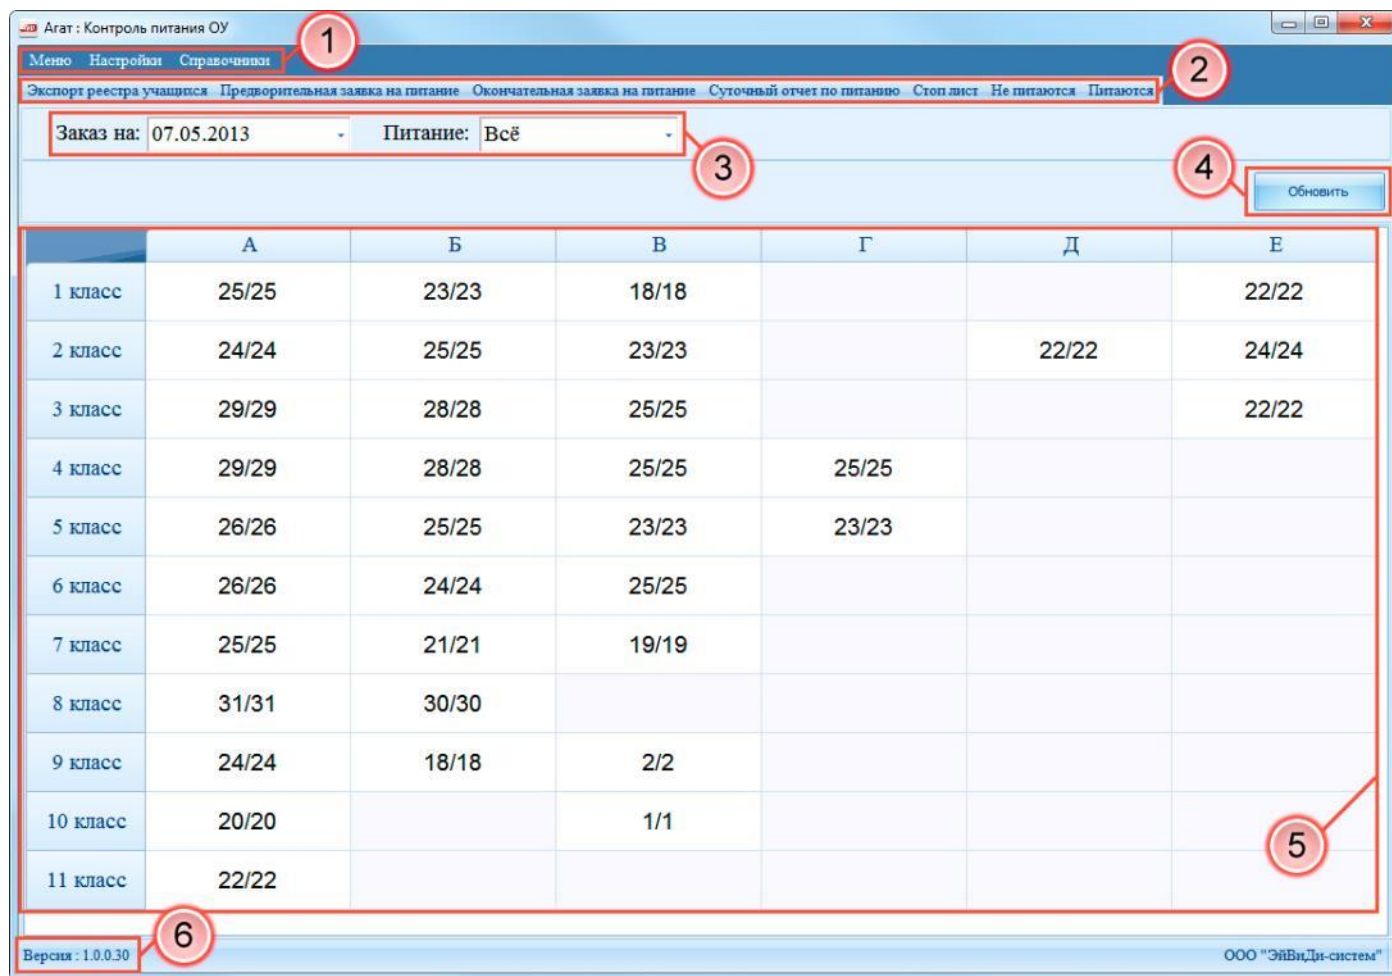 Агат : Контроль питания ОУ
1
Меню Настройки Справочники
2
Экспорт реестра учащихся Предворительная заявка на питание Окончательная заявка на питание Суточный отчет по питанию Стоп лист Не питаются Питаются
Заказ на: 07.05.2013 Питание: Всё
3
4
Обновить
А Б В Г Д Е
1 класс 25/25 23/23 18/18 22/22
2 класс 24/24 25/25 23/23 22/22 24/24
3 класс 29/29 28/28 25/25 22/22
4 класс 29/29 28/28 25/25 25/25
5 класс 26/26 25/25 23/23 23/23
6 класс 26/26 24/24 25/25
7 класс 25/25 21/21 19/19
8 класс 31/31 30/30
9 класс 24/24 18/18 2/2
10 класс 20/20 1/1
5
11 класс 22/22
6
Версия : 1.0.0.30 ООО "ЭйВиДи-систем"